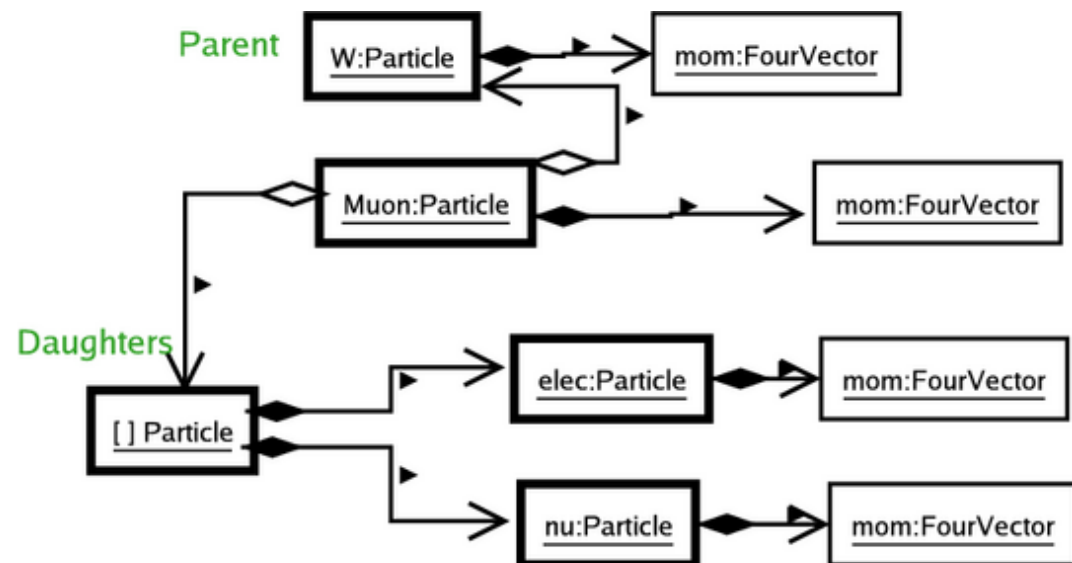 Parent
W:Particle
mom:FourVector
Muon:Particle
mom:FourVector
Daughters
[ ] Particle
elec:Particle
mom:FourVector
nu:Particle
mom:FourVector